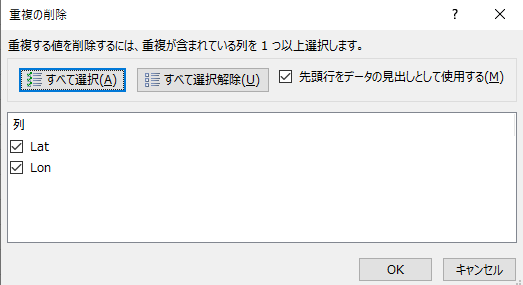 重複の削除
?
重複する値を削除するには、重複が含まれている列を 1 つ以上選択します。
すべて選択(A)
すべて選択解除(U)
先頭行をデータの見出しとして使用する(M)
列
Lat
Lon
OK
キャンセル